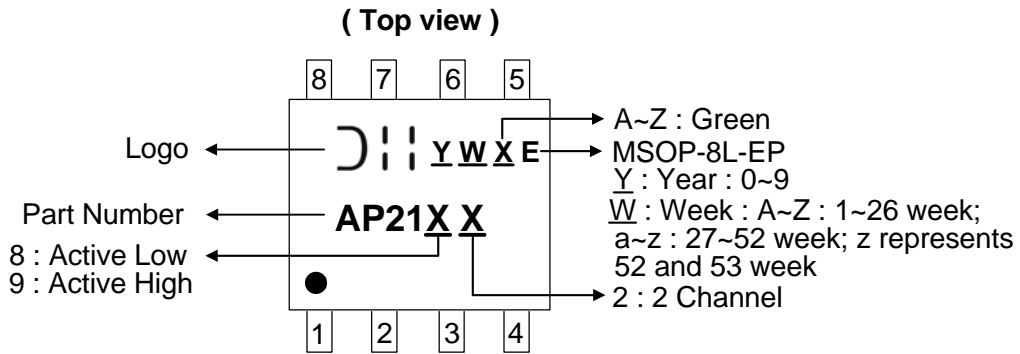 ( Top view )
8 7 6 5
A~Z : Green
Logo
Y W X E
MSOP-8L-EP
Y : Year : 0~9
W : Week : A~Z : 1~26 week;
a~z : 27~52 week; z represents
52 and 53 week
Part Number
AP21X X
8 : Active Low
9 : Active High
2 : 2 Channel
1 2 3 4